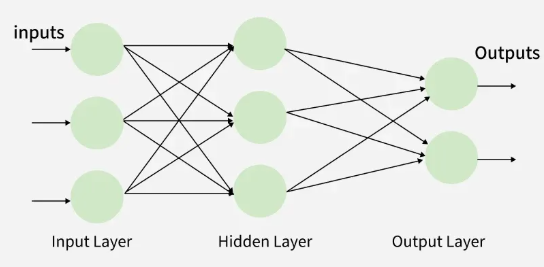 inputs
Outputs
Input Layer
Hidden Layer
Output Layer